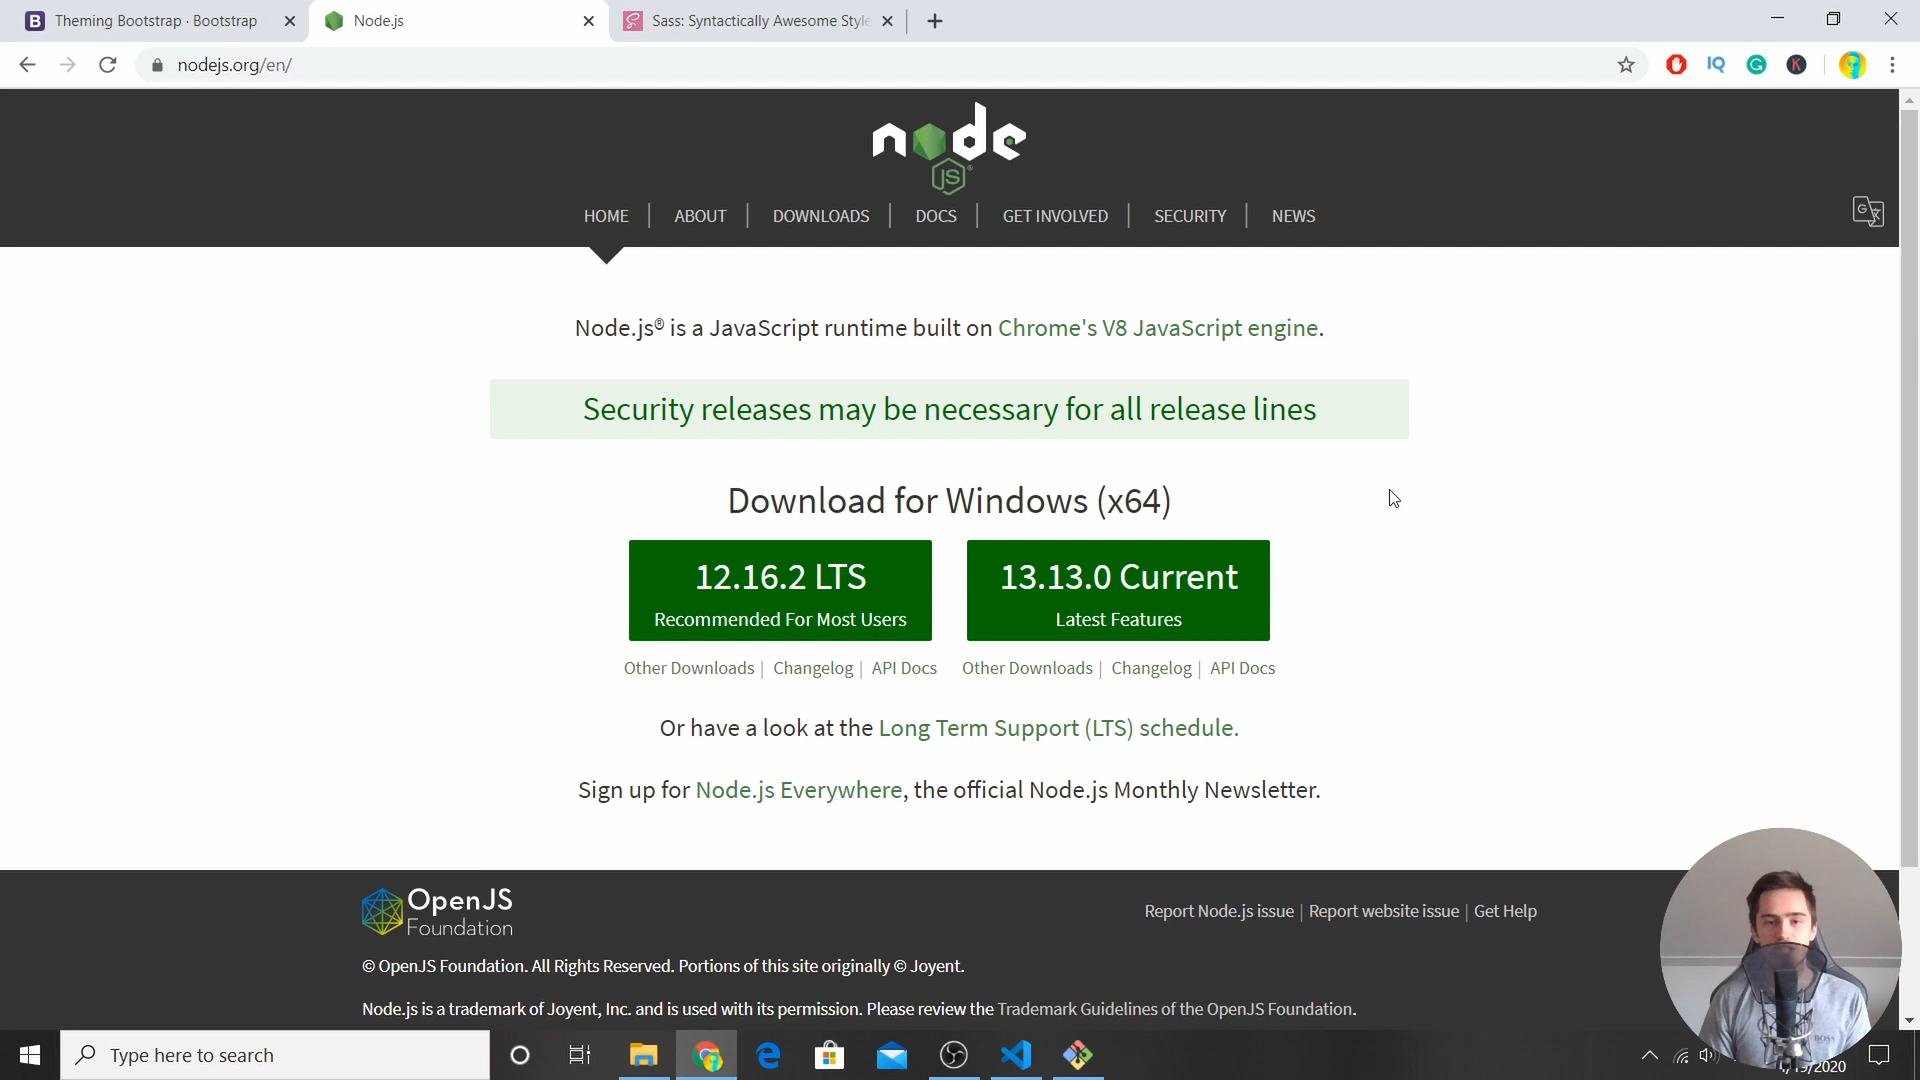 Theming Bootstrap · Bootstrap
Node.js
Sass: Syntactically Awesome Style
nodejs.org/en/
node
JS
HOME | ABOUT | DOWNLOADS | DOCS | GET INVOLVED | SECURITY | NEWS
Node.js® is a JavaScript runtime built on Chrome's V8 JavaScript engine.
Security releases may be necessary for all release lines
Download for Windows (x64)
12.16.2 LTS
Recommended For Most Users
13.13.0 Current
Latest Features
Other Downloads | Changelog | API Docs
Other Downloads | Changelog | API Docs
Or have a look at the Long Term Support (LTS) schedule.
Sign up for Node.js Everywhere, the official Node.js Monthly Newsletter.
OpenJS
Foundation
Report Node.js issue | Report website issue | Get Help
© OpenJS Foundation. All Rights Reserved. Portions of this site originally © Joyent.
Node.js is a trademark of Joyent, Inc. and is used with its permission. Please review the Trademark Guidelines of the OpenJS Foundation.
Type here to search